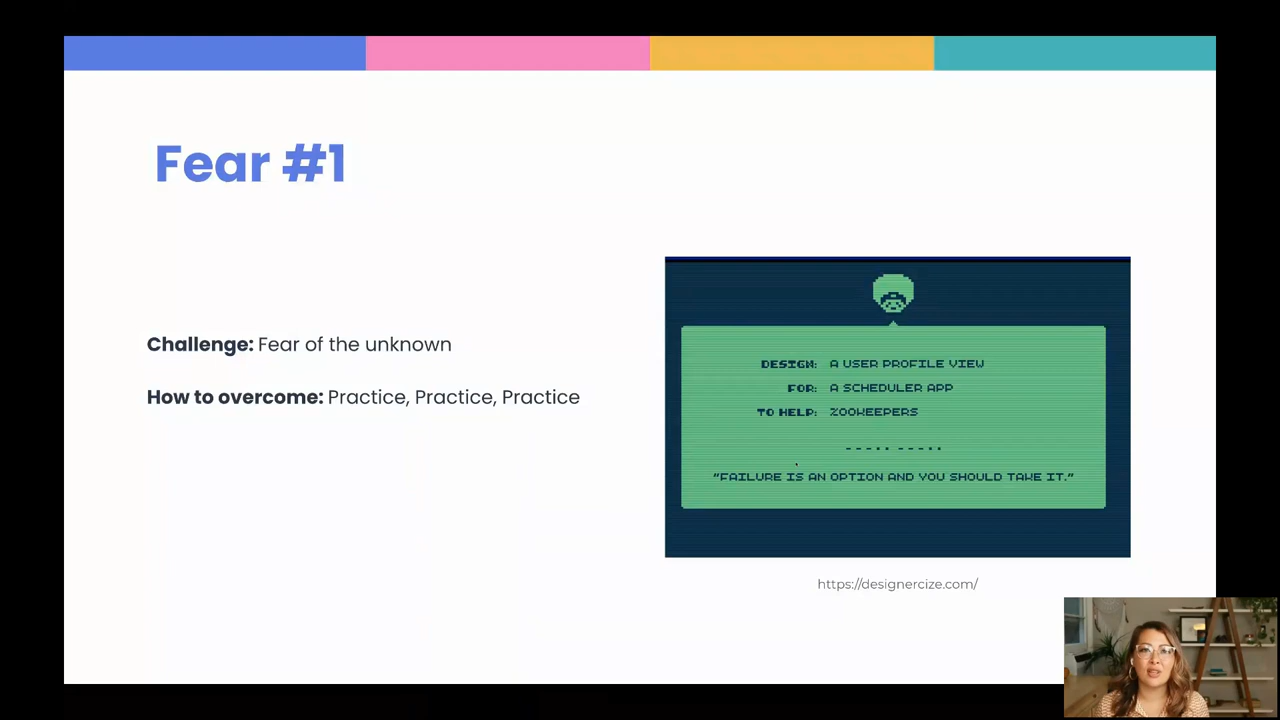 Fear #1
Challenge: Fear of the unknown
How to overcome: Practice, Practice, Practice
DESIGN: A USER PROFILE VIEW
FOR: A SCHEDULER APP
TO HELP: ZOOKEEPERS
----·· ----··
"FAILURE IS AN OPTION AND YOU SHOULD TAKE IT."
https://designercize.com/